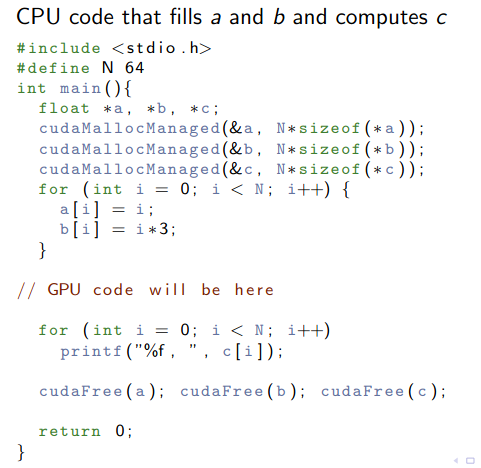 CPU code that fills a and b and computes c
#include <stdio.h>
#define N 64
int main(){
float *a, *b, *c;
cudaMallocManaged(&a, N*sizeof(*a));
cudaMallocManaged(&b, N*sizeof(*b));
cudaMallocManaged(&c, N*sizeof(*c));
for (int i = 0; i < N; i++) {
a[i] = i;
b[i] = i*3;
}
// GPU code will be here
for (int i = 0; i < N; i++)
printf("%f, ", c[i]);
cudaFree(a); cudaFree(b); cudaFree(c);
return 0;
}